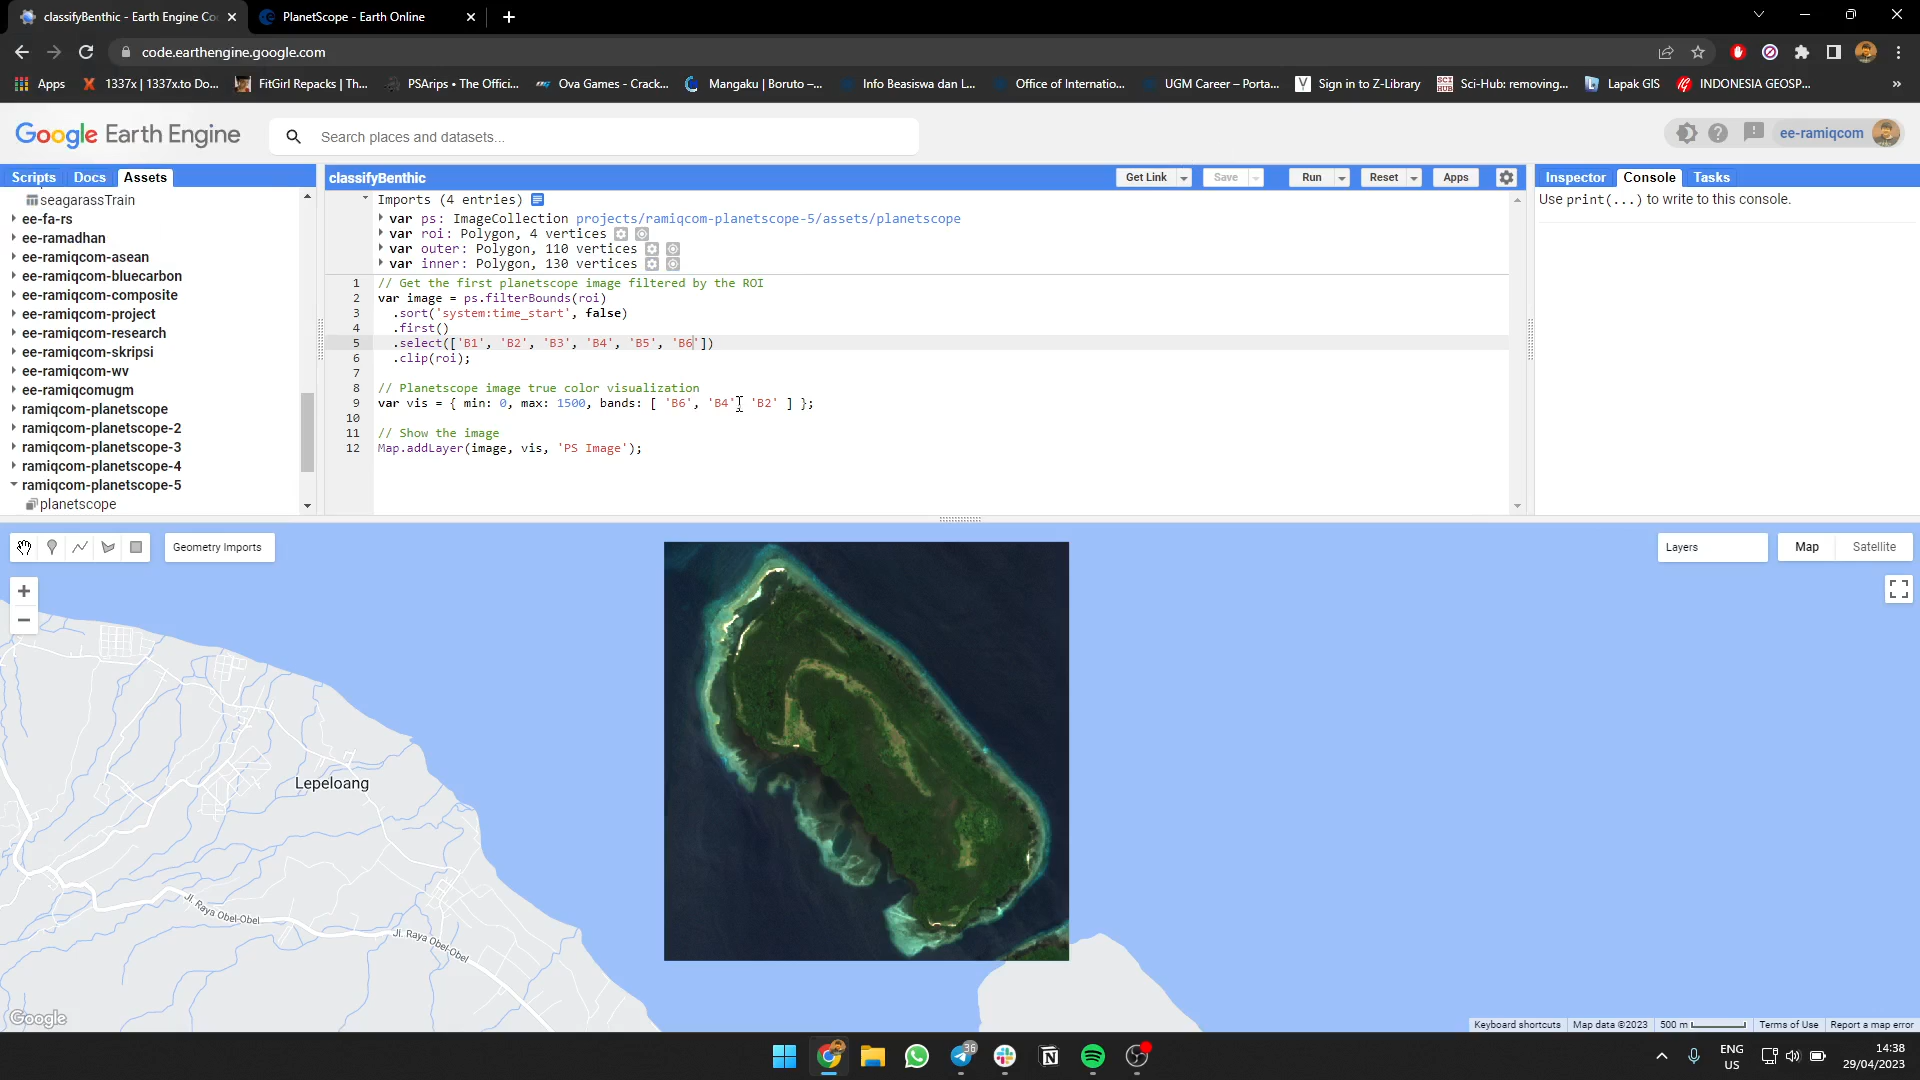 classifyBenthic - Earth Engine Co
PlanetScope - Earth Online
code.earthengine.google.com
Apps
1337x | 1337x.to Do...
FitGirl Repacks | Th...
PSArips • The Offici...
Ova Games - Crack...
Mangaku | Boruto –...
Info Beasiswa dan L...
Office of Internatio...
UGM Career – Porta...
Sign in to Z-Library
Sci-Hub: removing...
Lapak GIS
INDONESIA GEOSP...
Google Earth Engine
Search places and datasets...
ee-ramiqcom
Scripts
Docs
Assets
seagarassTrain
ee-fa-rs
ee-ramadhan
ee-ramiqcom-asean
ee-ramiqcom-bluecarbon
ee-ramiqcom-composite
ee-ramiqcom-project
ee-ramiqcom-research
ee-ramiqcom-skripsi
ee-ramiqcom-wv
ee-ramiqcomugm
ramiqcom-planetscope
ramiqcom-planetscope-2
ramiqcom-planetscope-3
ramiqcom-planetscope-4
ramiqcom-planetscope-5
planetscope
classifyBenthic
Get Link
Save
Run
Reset
Apps
Imports (4 entries)
var ps: ImageCollection projects/ramiqcom-planetscope-5/assets/planetscope
var roi: Polygon, 4 vertices
var outer: Polygon, 110 vertices
var inner: Polygon, 130 vertices
1 // Get the first planetscope image filtered by the ROI
2 var image = ps.filterBounds(roi)
3 .sort('system:time_start', false)
4 .first()
5 .select(['B1', 'B2', 'B3', 'B4', 'B5', 'B6'])
6 .clip(roi);
7
8 // Planetscope image true color visualization
9 var vis = { min: 0, max: 1500, bands: [ 'B6', 'B4', 'B2' ] };
10
11 // Show the image
12 Map.addLayer(image, vis, 'PS Image');
Inspector
Console
Tasks
Use print(...) to write to this console.
Geometry Imports
Layers
Map
Satellite
Lepeloang
Jl. Raya Obel-Obel
Jl. Raya Obel-Obel
Google
Keyboard shortcuts
Map data ©2023
500 m
Terms of Use
Report a map error
36
ENG
US
14:38
29/04/2023